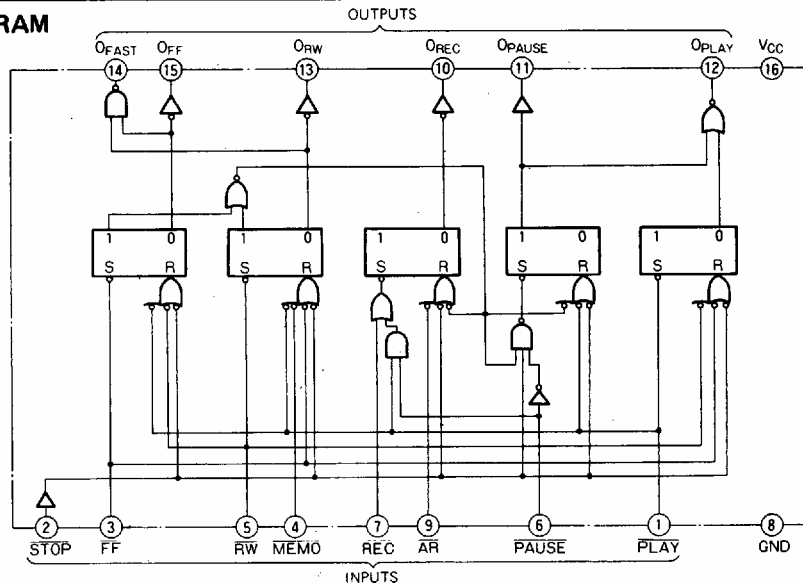 RAM
OUTPUTS
OFAST OFF ORW OREC OPAUSE OPLAY VCC
14 15 13 10 11 12 16
1 0 1 0 1 0 1 0 1 0
S R S R S R S R S R
2 3 5 4 7 9 6 1 8
STOP FF RW MEMO REC AR PAUSE PLAY GND
INPUTS